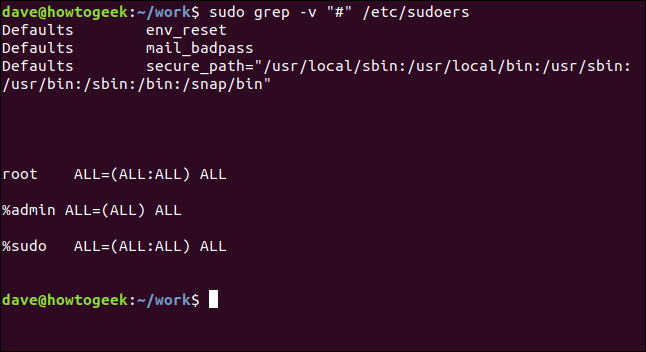 dave@howtogeek:~/work$ sudo grep -v "#" /etc/sudoers
Defaults        env_reset
Defaults        mail_badpass
Defaults        secure_path="/usr/local/sbin:/usr/local/bin:/usr/sbin:
/usr/bin:/sbin:/bin:/snap/bin"
root    ALL=(ALL:ALL) ALL
%admin ALL=(ALL) ALL
%sudo   ALL=(ALL:ALL) ALL
dave@howtogeek:~/work$